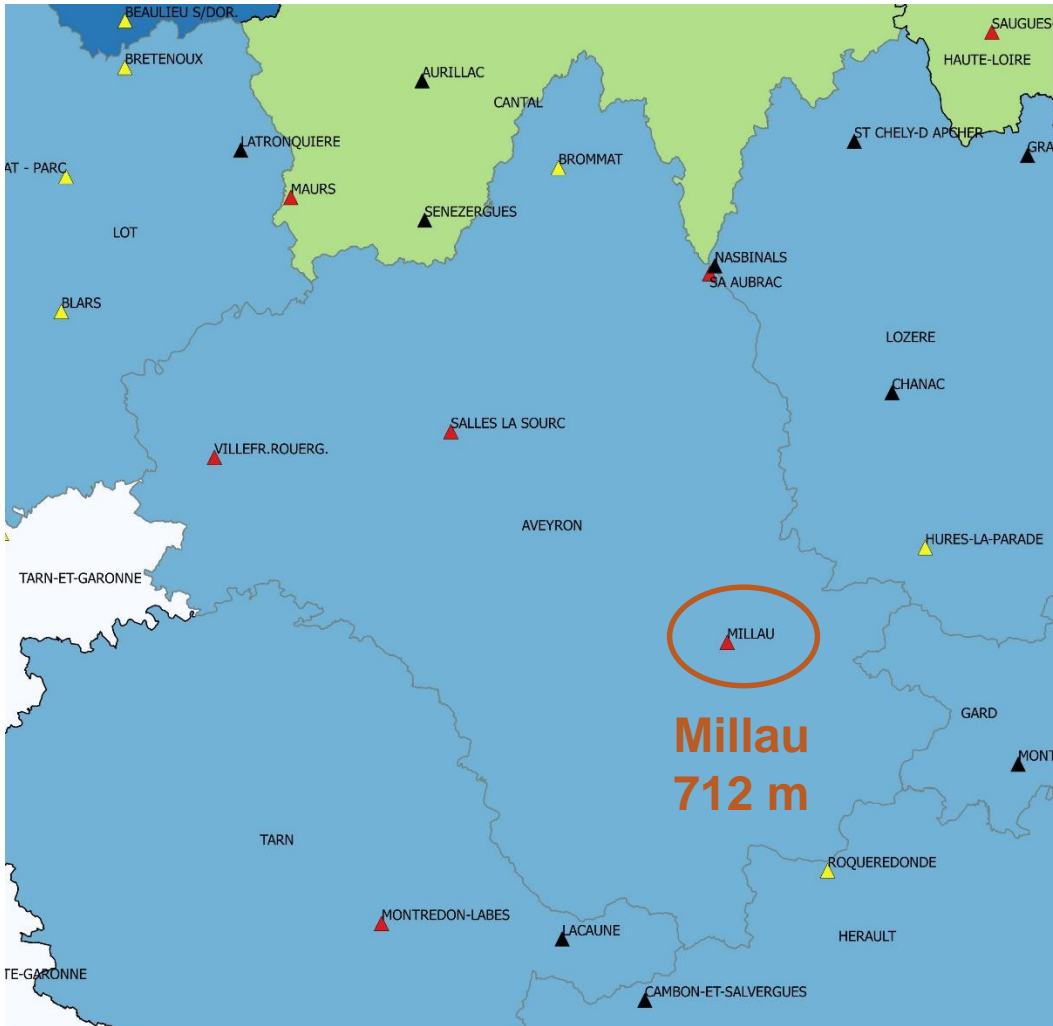 BEAULIEU S/DOR.
SAUGUES-
BRETENOUX
HAUTE-LOIRE
AURILLAC
CANTAL
ST CHELY-D APCHER
LATRONQUIERE
GRA
BROMMAT
AT - PARC
MAURS
SENEZERGUES
LOT
NASBINALS
SA AUBRAC
BLARS
LOZERE
CHANAC
SALLES LA SOURC
VILLEFR.ROUERG.
AVEYRON
HURES-LA-PARADE
TARN-ET-GARONNE
MILLAU
GARD
Millau
712 m
MONT
TARN
ROQUEREDONDE
MONTREDON-LABES
LACAUNE
HERAULT
TE-GARONNE
CAMBON-ET-SALVERGUES